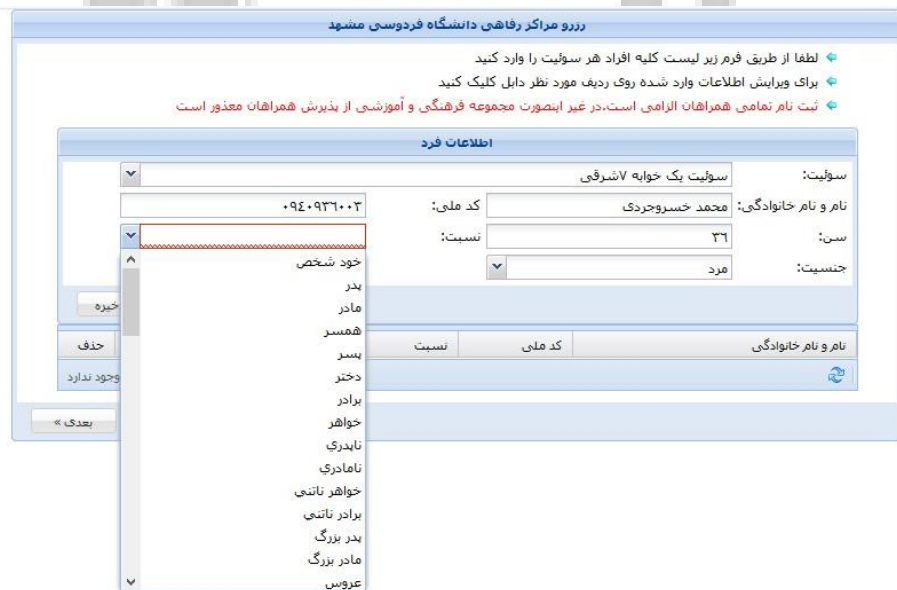 رزرو مراکز رفاهی دانشگاه فردوسی مشهد
لطفا از طریق فرم زیر لیست کلیه افراد هر سوئیت را وارد کنید
برای ویرایش اطلاعات وارد شده روی ردیف مورد نظر دابل کلیک کنید
ثبت نام تمامی همراهان الزامی است،در غیر اینصورت مجموعه فرهنگی و آموزشی از پذیرش همراهان معذور است
اطلاعات فرد
سوئیت: سوئیت یک خوابه ۷شرقی
نام و نام خانوادگی: محمد خسروجردی کد ملی: ۰۹٤۰۹۳٦۰۰۳
سن: ۳٦ نسبت:
جنسیت: مرد
خود شخص
پدر
مادر
خیره
همسر
پسر
نام و نام خانوادگی کد ملی نسبت حذف
دختر
وجود ندارد
برادر
خواهر
بعدی »
ناپدري
نامادري
خواهر ناتني
برادر ناتني
پدر بزرگ
مادر بزرگ
عروس